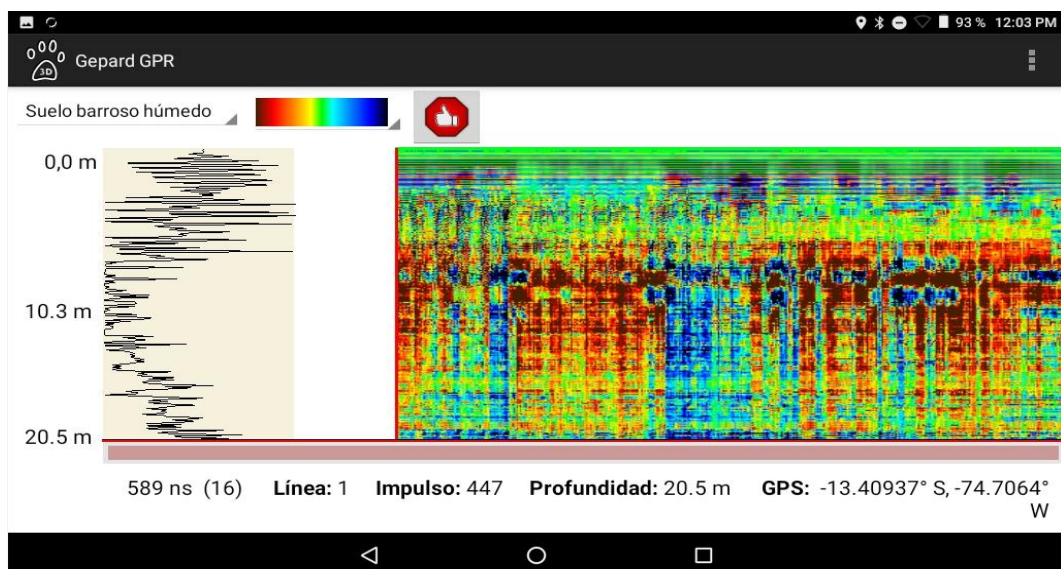 93 % 12:03 PM
3D Gepard GPR
Suelo barroso húmedo
0,0 m
10.3 m
20.5 m
589 ns (16) Línea: 1 Impulso: 447 Profundidad: 20.5 m GPS: -13.40937° S, -74.7064°
W